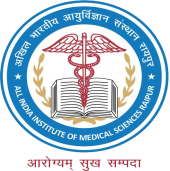 अखिल भारतीय आयुर्विज्ञान संस्थान रायपुर
ALL INDIA INSTITUTE OF MEDICAL SCIENCES RAIPUR
आरोग्यम् सुख सम्पदा